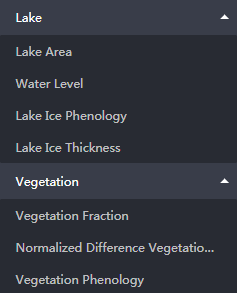 Lake
Lake Area
Water Level
Lake Ice Phenology
Lake Ice Thickness
Vegetation
Vegetation Fraction
Normalized Difference Vegetatio...
Vegetation Phenology